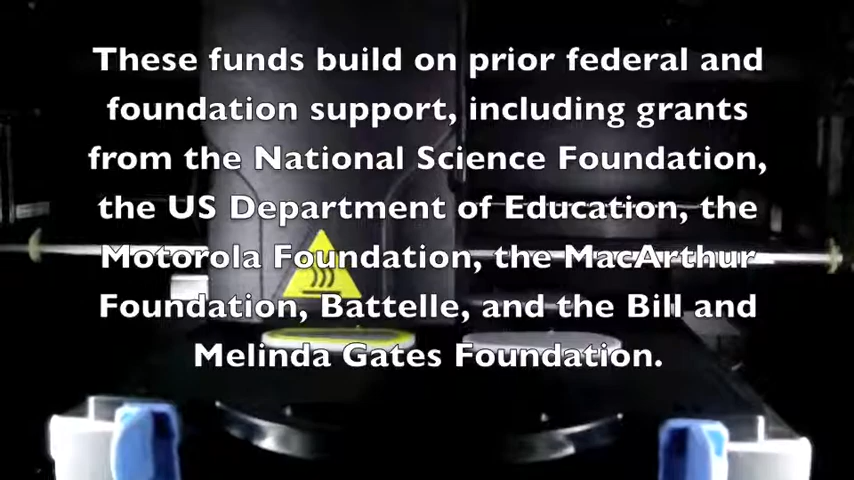 These funds build on prior federal and
foundation support, including grants
from the National Science Foundation,
the US Department of Education, the
Motorola Foundation, the MacArthur
Foundation, Battelle, and the Bill and
Melinda Gates Foundation.